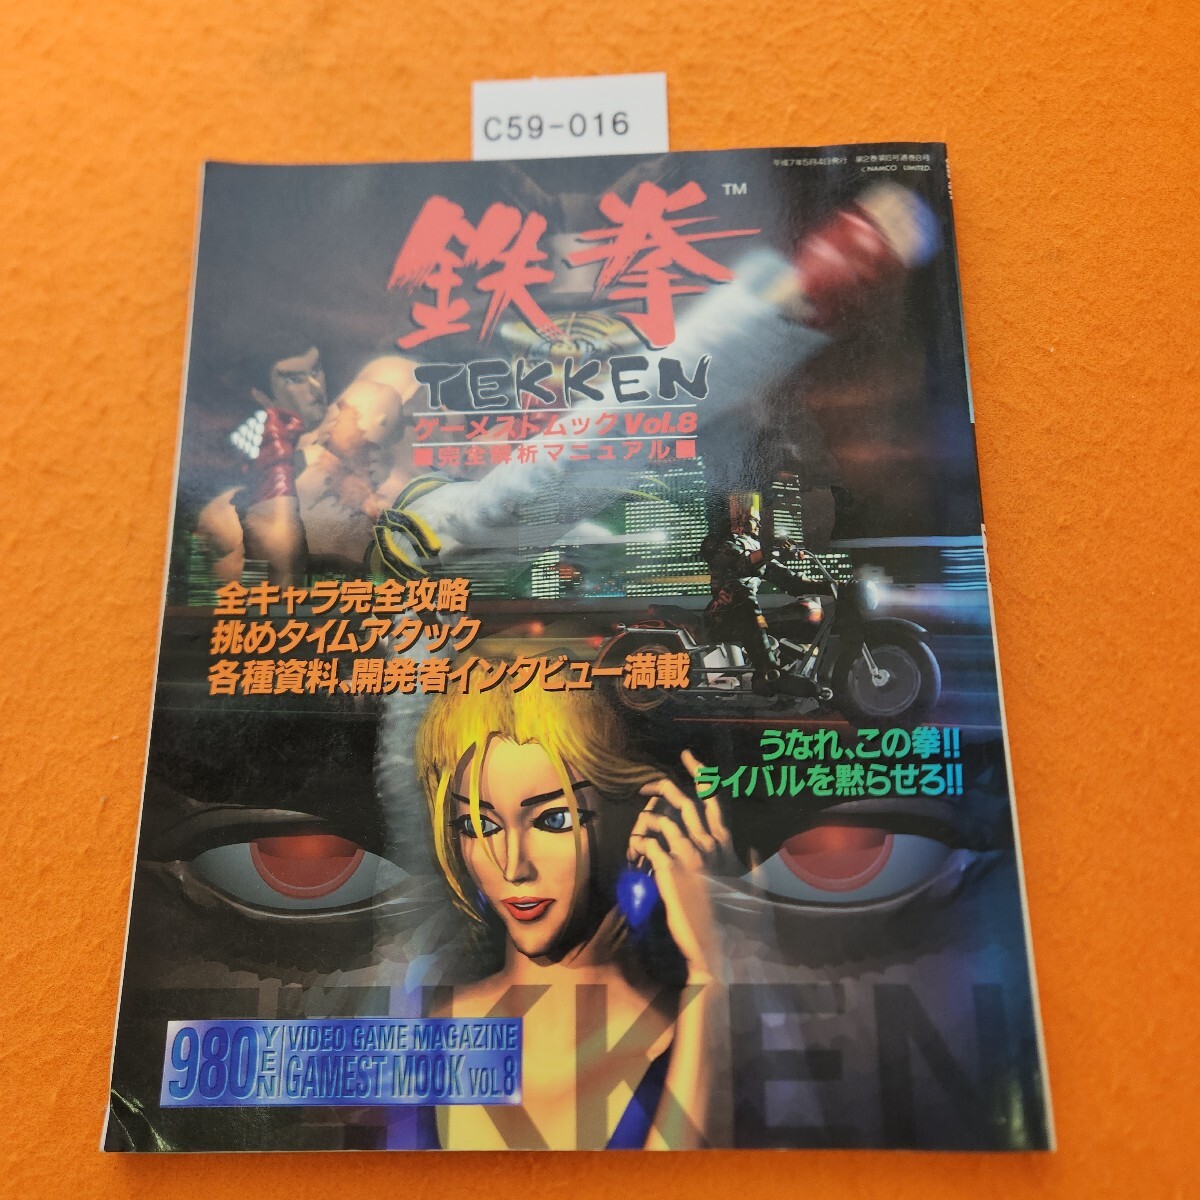 C59-016
平成7年5月4日発行 第2巻第6号通巻8号
© NAMCO LIMITED.
鉄拳™
TEKKEN
ゲーメストムックVol.8
■完全解析マニュアル■
全キャラ完全攻略
挑めタイムアタック
各種資料、開発者インタビュー満載
うなれ、この拳!!
ライバルを黙らせろ!!
TEKKEN
980 YEN
VIDEO GAME MAGAZINE
GAMEST MOOK VOL.8